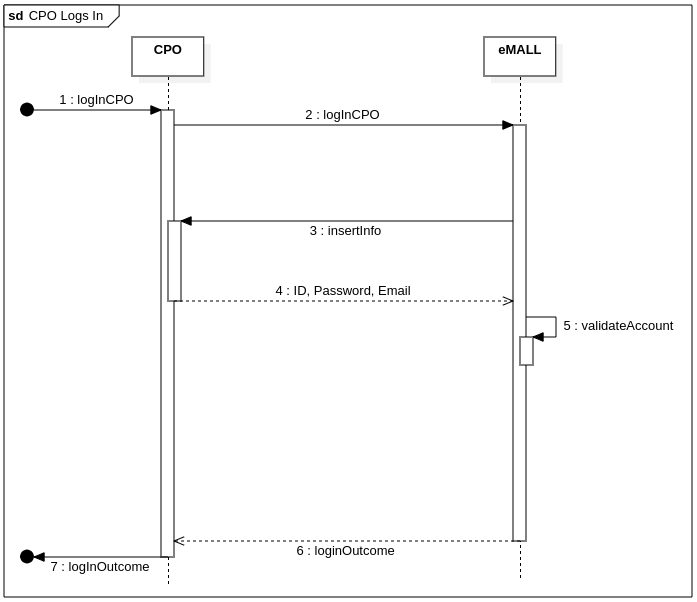 sd CPO Logs In
CPO
eMALL
1 : logInCPO
2 : logInCPO
3 : insertInfo
4 : ID, Password, Email
5 : validateAccount
6 : loginOutcome
7 : logInOutcome